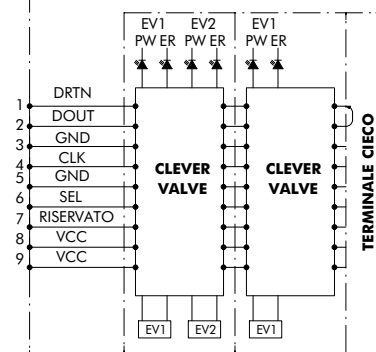 EV1 EV2 EV1
PW ER PW ER PW ER
1 DRTN
2 DOUT
3 GND
4 CLK
5 GND
6 SEL
7 RISERVATO
8 VCC
9 VCC
CLEVER
VALVE
CLEVER
VALVE
TERMINALE CIECO
EV1 EV2 EV1